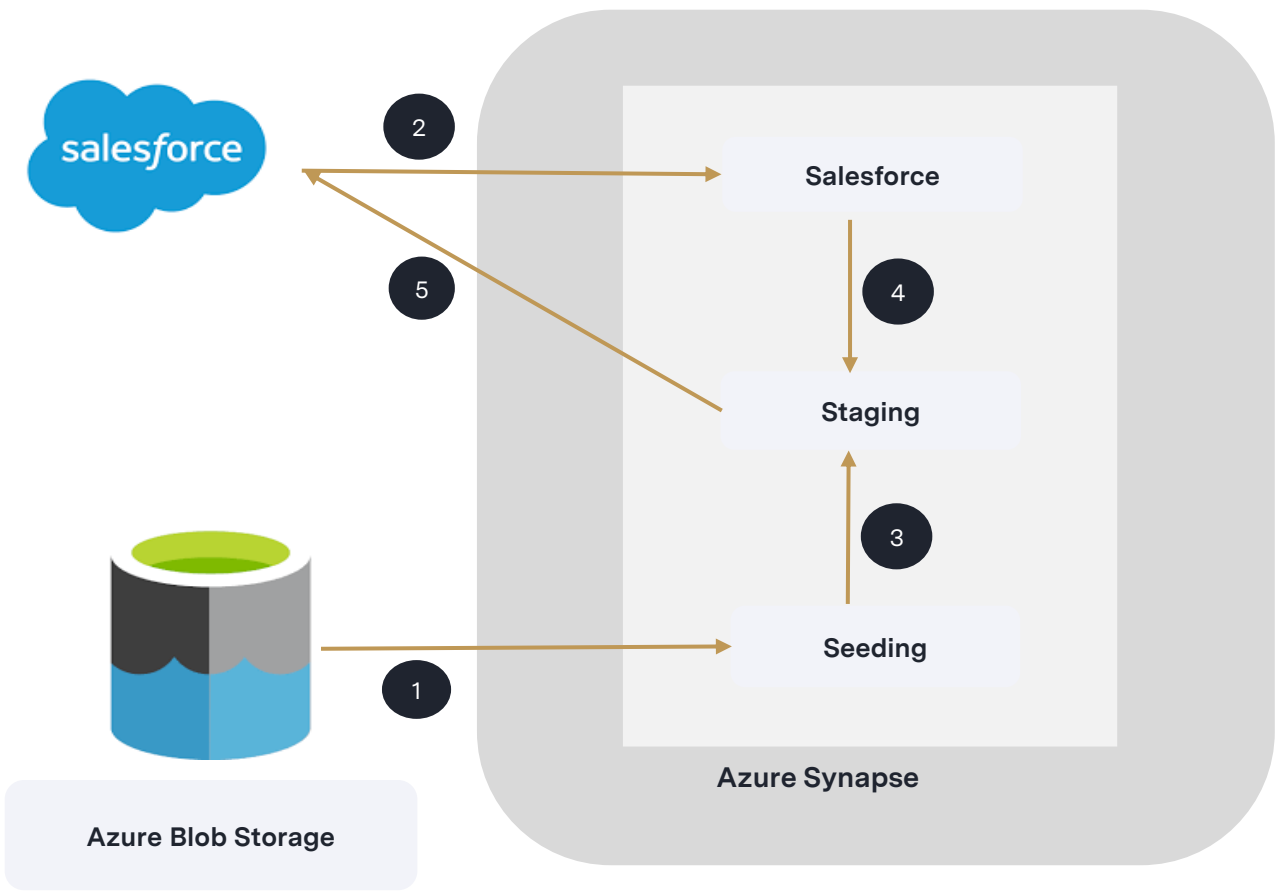 salesforce
2
Salesforce
5
4
Staging
3
Seeding
1
Azure Synapse
Azure Blob Storage